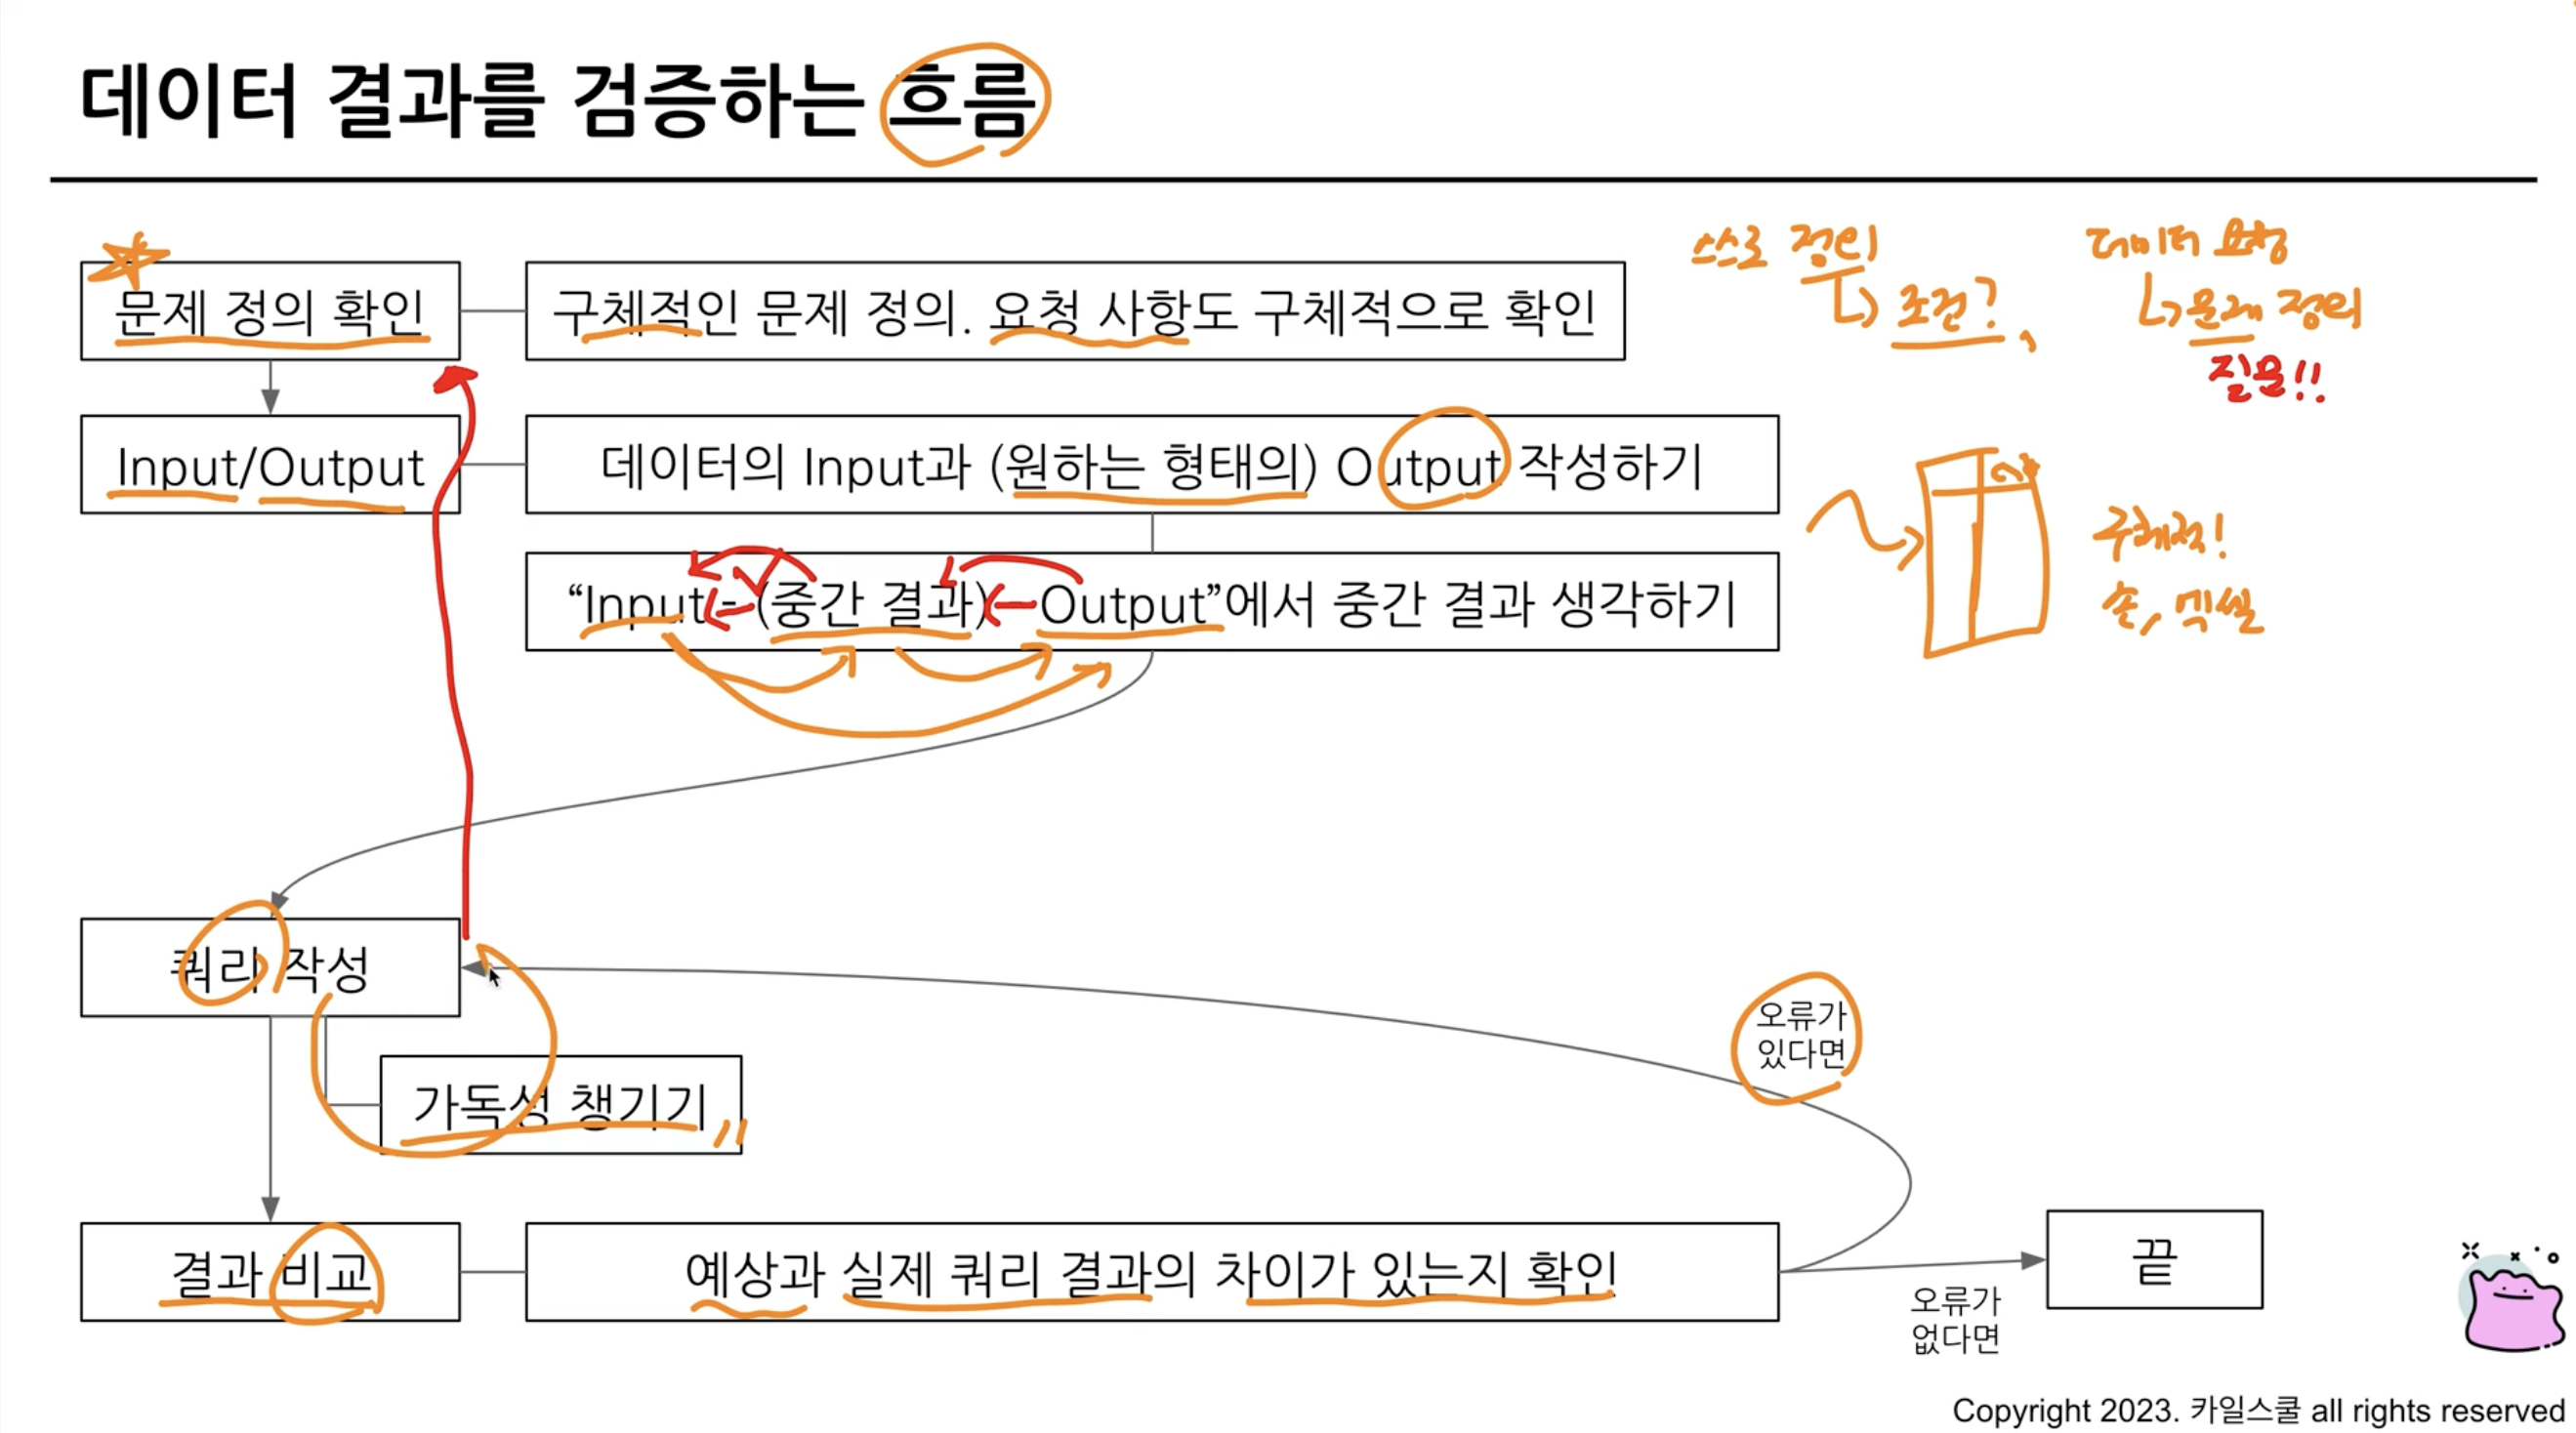 데이터 결과를 검증하는 흐름
문제 정의 확인
구체적인 문제 정의. 요청 사항도 구체적으로 확인
스스로 정리
조건?
데이터 요청
문제 정의
질문!!
Input/Output
데이터의 Input과 (원하는 형태의) Output 작성하기
“Input - (중간 결과) - Output”에서 중간 결과 생각하기
구체적!
손, 엑셀
쿼리 작성
가독성 챙기기
오류가
있다면
결과 비교
예상과 실제 쿼리 결과의 차이가 있는지 확인
오류가
없다면
끝
Copyright 2023. 카일스쿨 all rights reserved